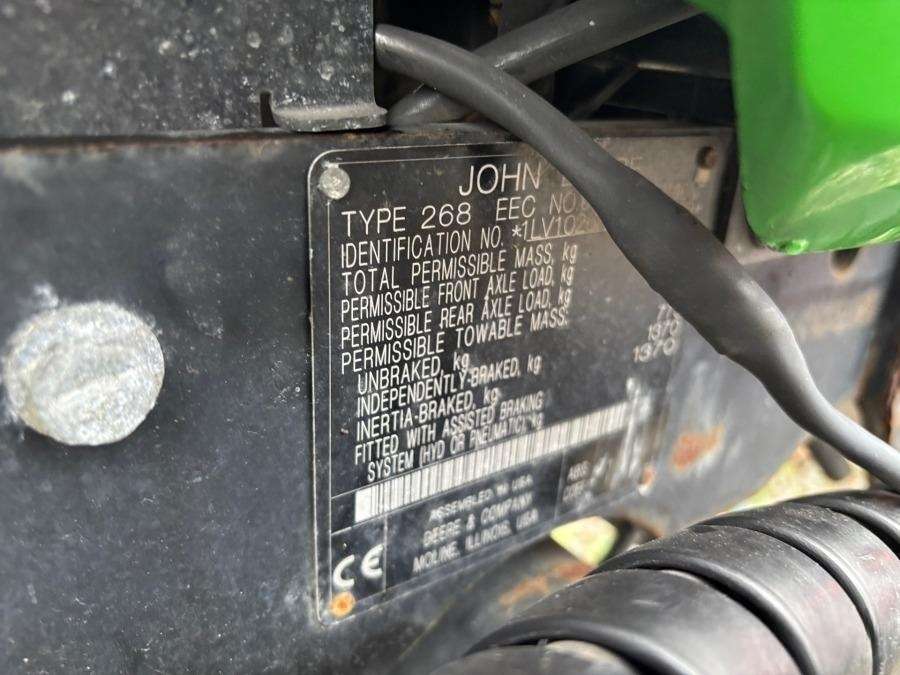 JOHN
TYPE 268 EEC NO
IDENTIFICATION NO. *1LV102
TOTAL PERMISSIBLE MASS, kg
PERMISSIBLE FRONT AXLE LOAD, kg
PERMISSIBLE REAR AXLE LOAD, kg
PERMISSIBLE TOWABLE MASS:
UNBRAKED, kg
INDEPENDENTLY-BRAKED, kg 1370
INERTIA-BRAKED, kg 1370
FITTED WITH ASSISTED BRAKING
SYSTEM (HYD OR PNEUMATIC), kg
ASSEMBLED IN USA
DEERE & COMPANY
MOLINE, ILLINOIS, USA
CE